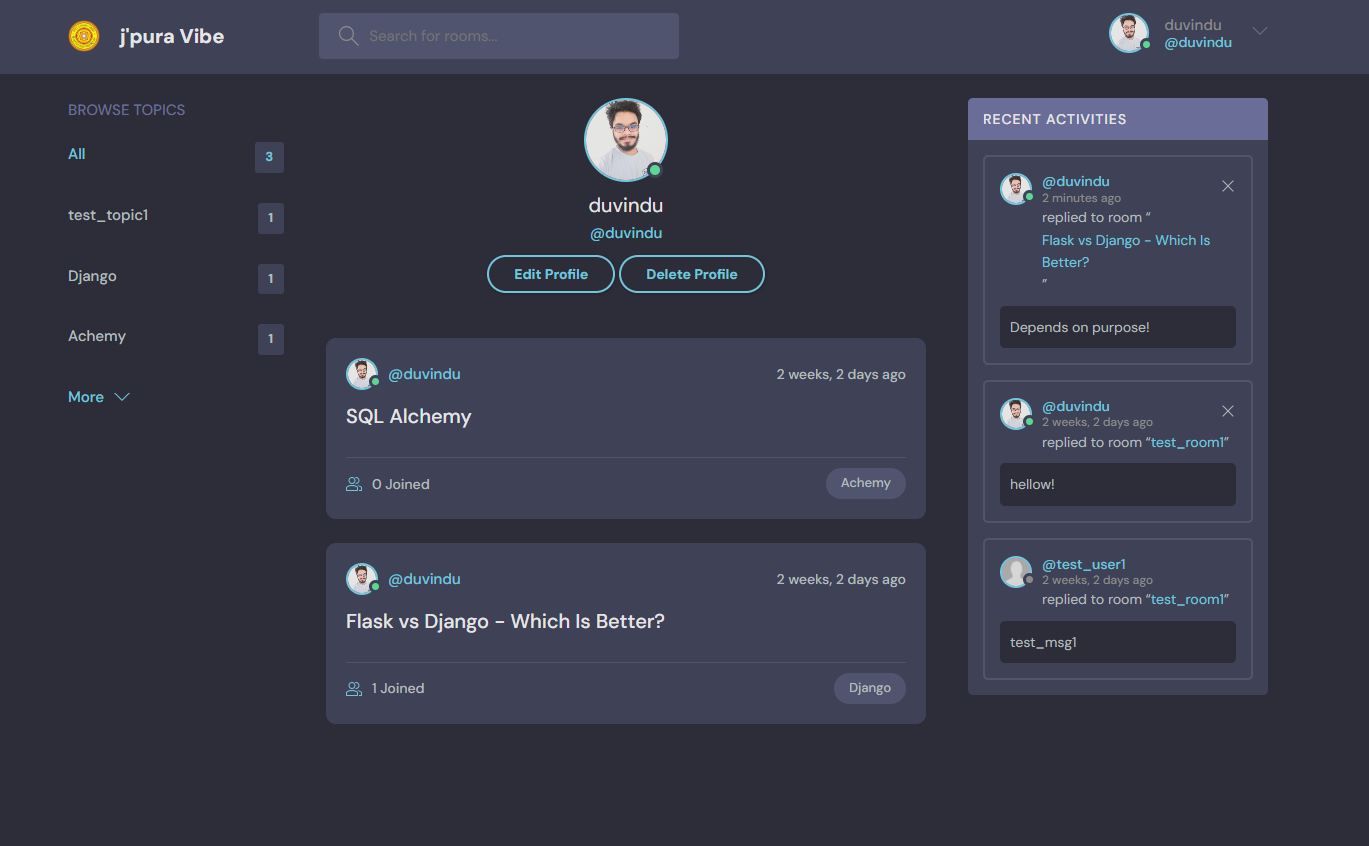 j'pura Vibe
Search for rooms...
duvindu
@duvindu
BROWSE TOPICS
All
3
test_topic1
1
Django
1
Achemy
1
More
duvindu
@duvindu
Edit Profile
Delete Profile
@duvindu
2 weeks, 2 days ago
SQL Alchemy
0 Joined
Achemy
@duvindu
2 weeks, 2 days ago
Flask vs Django - Which Is Better?
1 Joined
Django
RECENT ACTIVITIES
@duvindu
2 minutes ago
replied to room “
Flask vs Django - Which Is
Better?
”
Depends on purpose!
@duvindu
2 weeks, 2 days ago
replied to room “test_room1”
hellow!
@test_user1
2 weeks, 2 days ago
replied to room “test_room1”
test_msg1